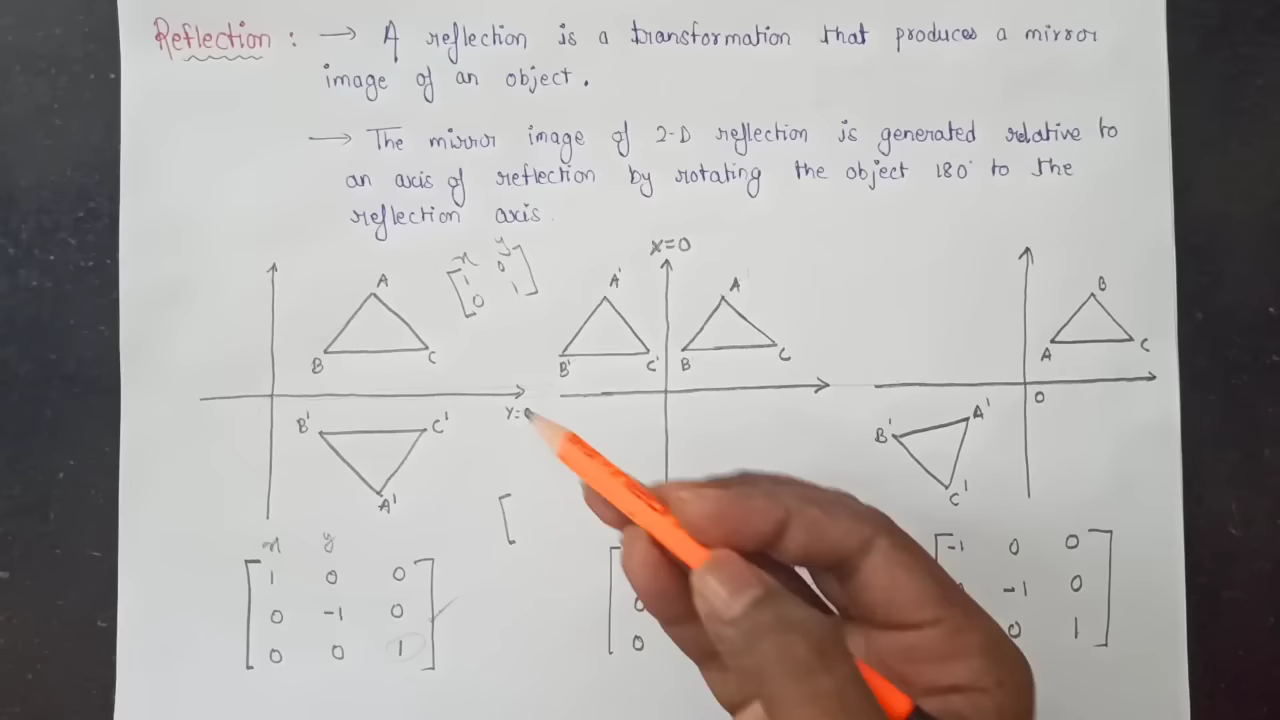 Reflection : → A reflection is a transformation that produces a mirror
image of an object.
→ The mirror image of 2-D reflection is generated relative to
an axis of reflection by rotating the object 180° to the
reflection axis.
A
B
C
B'
C'
A'
x y
1 0
0 1
Y=0
x y
1 0 0
0 -1 0
0 0 1
X=0
A'
B'
C'
A
B
C
0
0
B
A
C
O
A'
B'
C'
-1 0 0
-1 0
0 1